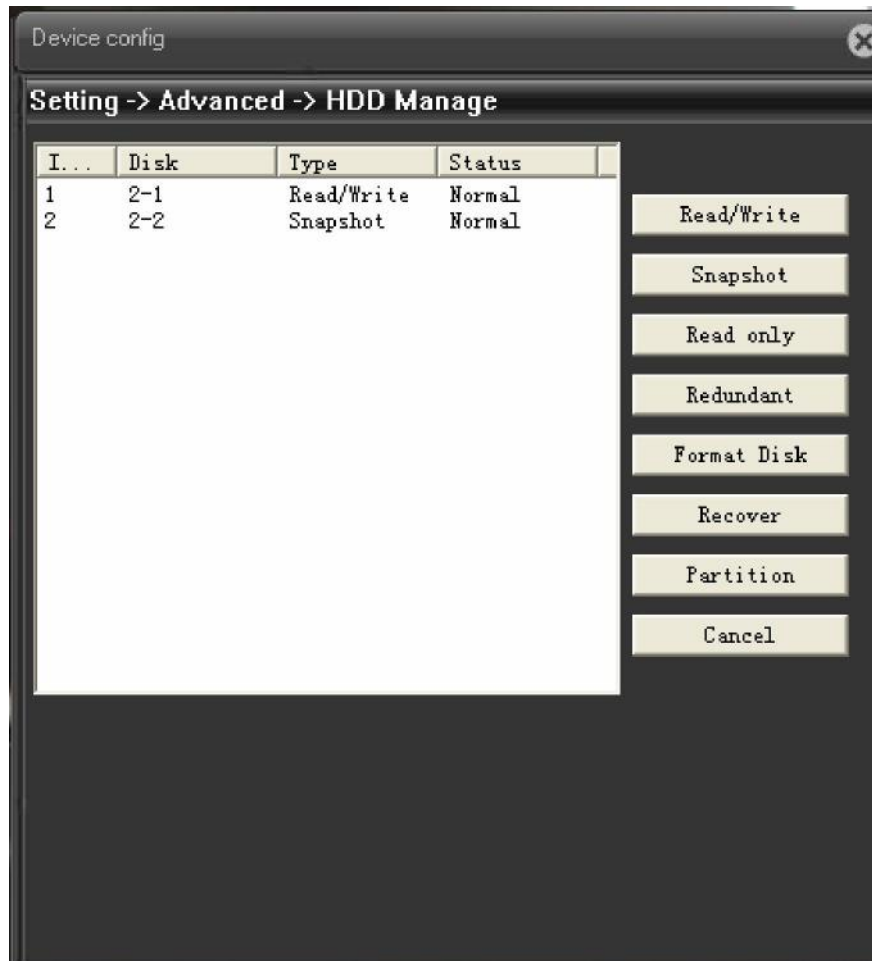 Device config
Setting -> Advanced -> HDD Manage
I... Disk Type Status
1 2-1 Read/Write Normal
2 2-2 Snapshot Normal
Read/Write
Snapshot
Read only
Redundant
Format Disk
Recover
Partition
Cancel